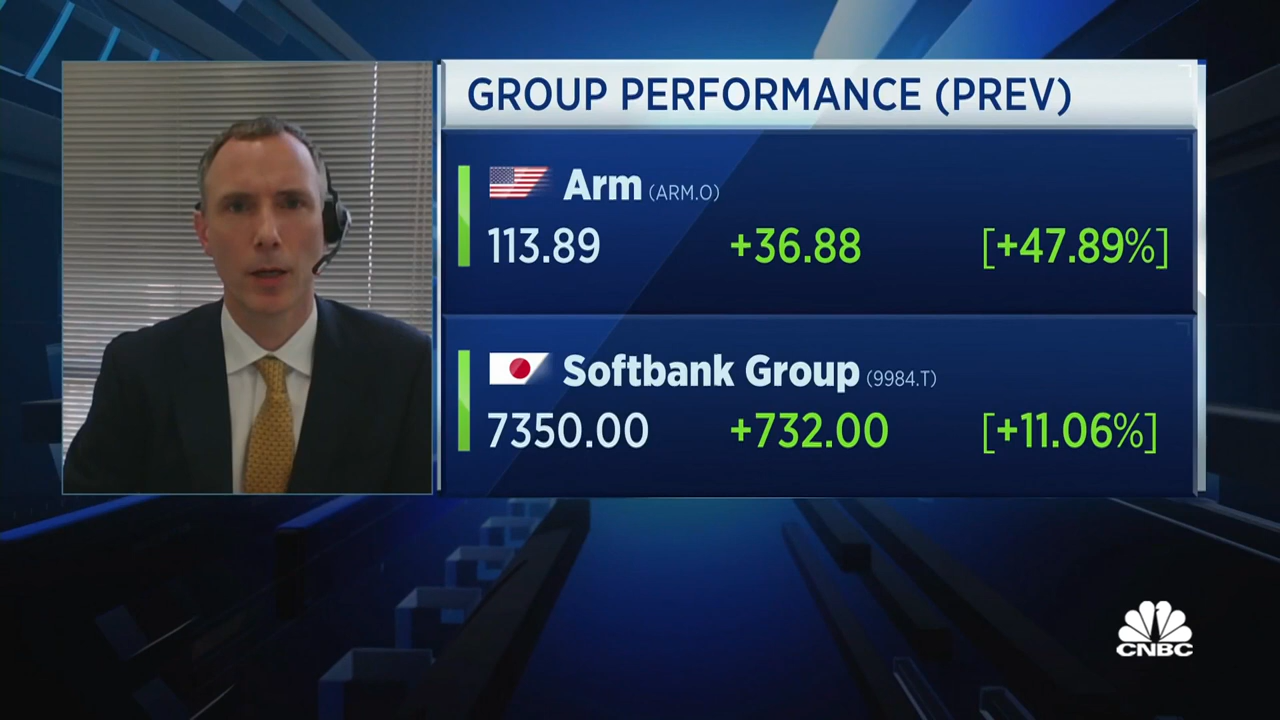 GROUP PERFORMANCE (PREV)
Arm (ARM.O)
113.89 +36.88 [+47.89%]
Softbank Group (9984.T)
7350.00 +732.00 [+11.06%]
CNBC